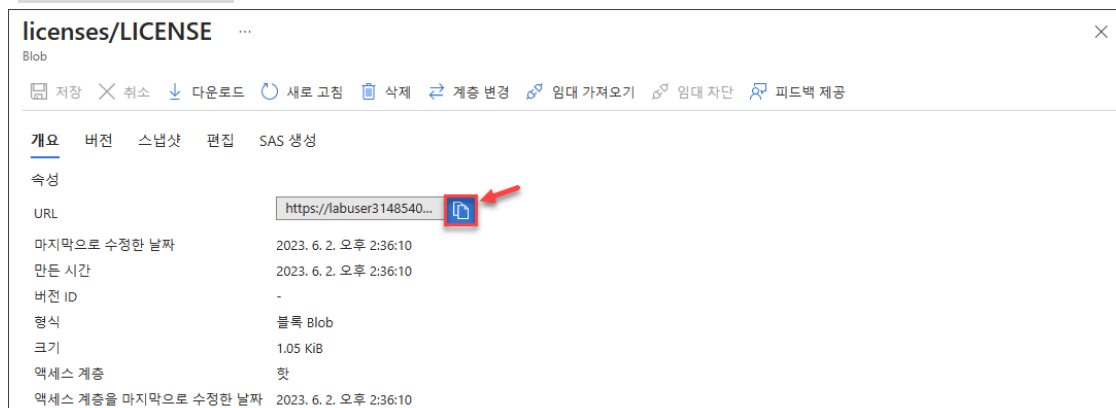 licenses/LICENSE ...
Blob
저장 취소 다운로드 새로 고침 삭제 계층 변경 임대 가져오기 임대 차단 피드백 제공
개요 버전 스냅샷 편집 SAS 생성
속성
URL https://labuser3148540...
마지막으로 수정한 날짜 2023. 6. 2. 오후 2:36:10
만든 시간 2023. 6. 2. 오후 2:36:10
버전 ID -
형식 블록 Blob
크기 1.05 KiB
액세스 계층 핫
액세스 계층을 마지막으로 수정한 날짜 2023. 6. 2. 오후 2:36:10